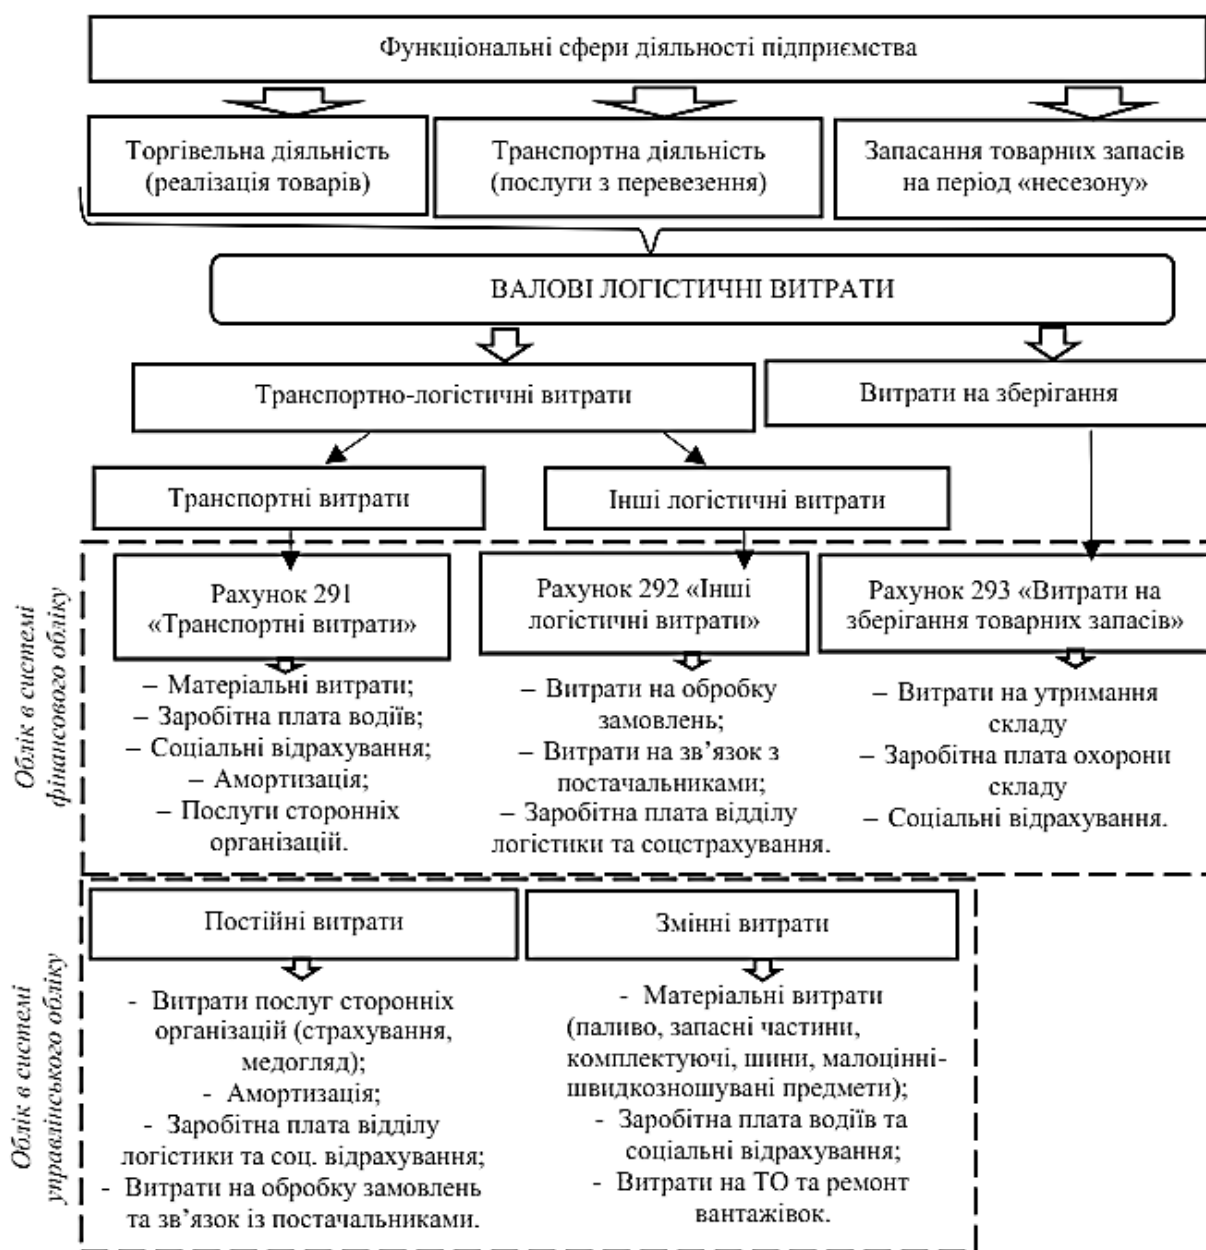 Функціональні сфери діяльності підприємства
Торгівельна діяльність
(реалізація товарів)
Транспортна діяльність
(послуги з перевезення)
Запасання товарних запасів
на період «несезону»
ВАЛОВІ ЛОГІСТИЧНІ ВИТРАТИ
Транспортно-логістичні витрати
Витрати на зберігання
Транспортні витрати
Інші логістичні витрати
Облік в системі
фінансового обліку
Рахунок 291
«Транспортні витрати»
– Матеріальні витрати;
– Заробітна плата водіїв;
– Соціальні відрахування;
– Амортизація;
– Послуги сторонніх
організацій.
Рахунок 292 «Інші
логістичні витрати»
– Витрати на обробку
замовлень;
– Витрати на зв’язок з
постачальниками;
– Заробітна плата відділу
логістики та соцстрахування.
Рахунок 293 «Витрати на
зберігання товарних запасів»
– Витрати на утримання
складу
– Заробітна плата охорони
складу
– Соціальні відрахування.
Облік в системі
управлінського обліку
Постійні витрати
- Витрати послуг сторонніх
організацій (страхування,
медогляд);
- Амортизація;
- Заробітна плата відділу
логістики та соц. відрахування;
- Витрати на обробку замовлень
та зв’язок із постачальниками.
Змінні витрати
- Матеріальні витрати
(паливо, запасні частини,
комплектуючі, шини, малоцінні-
швидкозношувані предмети);
- Заробітна плата водіїв та
соціальні відрахування;
- Витрати на ТО та ремонт
вантажівок.